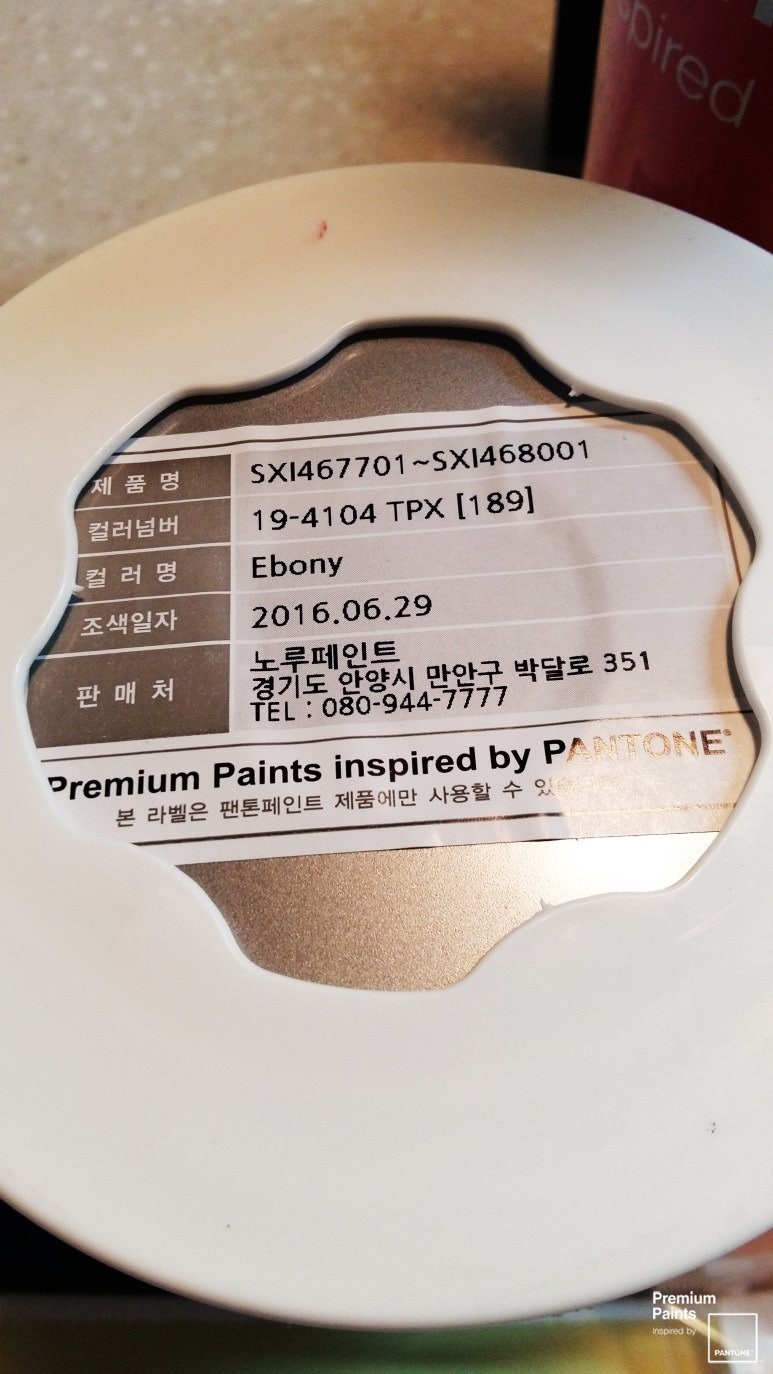 spired
제품명 SXI467701~SXI468001
컬러넘버 19-4104 TPX [189]
컬러명 Ebony
조색일자 2016.06.29
판매처 노루페인트
경기도 안양시 만안구 박달로 351
TEL : 080-944-7777
Premium Paints inspired by PANTONE®
본 라벨은 팬톤페인트 제품에만 사용할 수
Premium
Paints
inspired by
PANTONE®